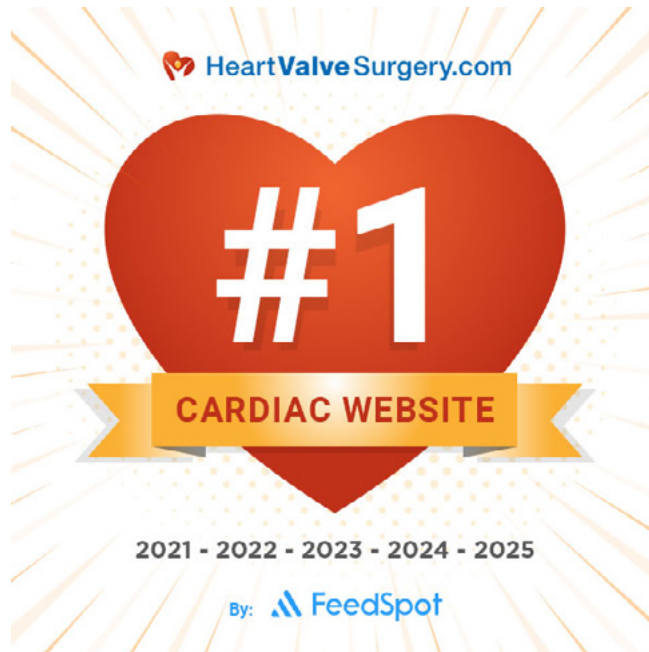 HeartValveSurgery.com
#1
CARDIAC WEBSITE
2021 - 2022 - 2023 - 2024 - 2025
By: FeedSpot